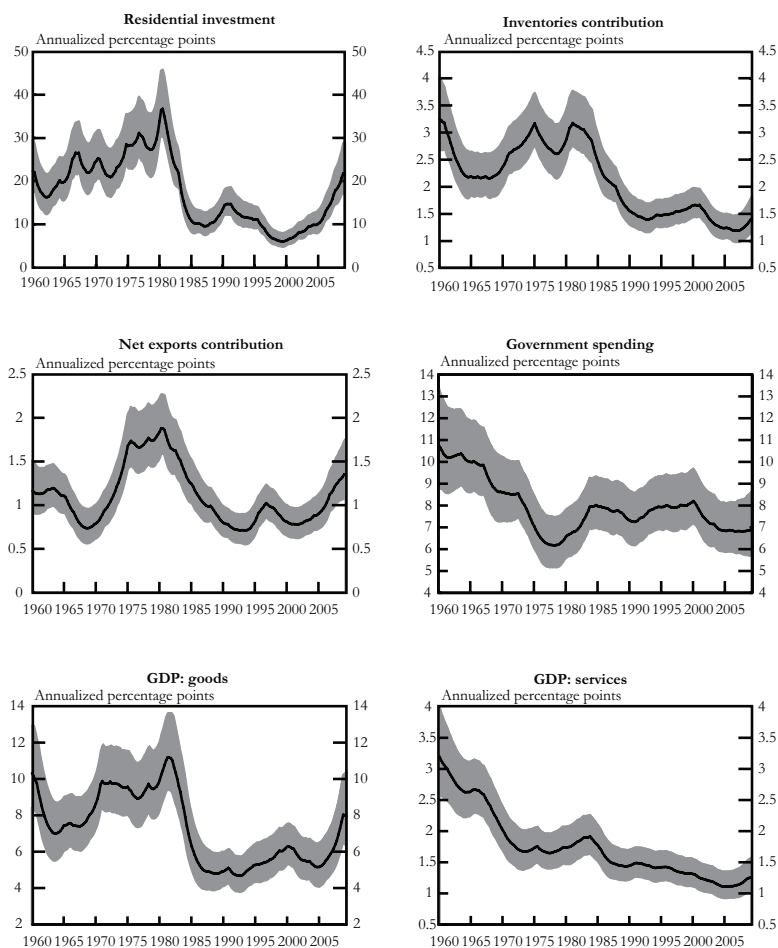 Residential investment
Annualized percentage points
50 50
40 40
30 30
20 20
10 10
0 0
1960 1965 1970 1975 1980 1985 1990 1995 2000 2005
Inventories contribution
Annualized percentage points
4.5 4.5
4 4
3.5 3.5
3 3
2.5 2.5
2 2
1.5 1.5
1 1
0.5 0.5
1960 1965 1970 1975 1980 1985 1990 1995 2000 2005
Net exports contribution
Annualized percentage points
2.5 2.5
2 2
1.5 1.5
1 1
0.5 0.5
0 0
1960 1965 1970 1975 1980 1985 1990 1995 2000 2005
Government spending
Annualized percentage points
14 14
13 13
12 12
11 11
10 10
9 9
8 8
7 7
6 6
5 5
4 4
1960 1965 1970 1975 1980 1985 1990 1995 2000 2005
GDP: goods
Annualized percentage points
14 14
12 12
10 10
8 8
6 6
4 4
2 2
1960 1965 1970 1975 1980 1985 1990 1995 2000 2005
GDP: services
Annualized percentage points
4 4
3.5 3.5
3 3
2.5 2.5
2 2
1.5 1.5
1 1
0.5 0.5
1960 1965 1970 1975 1980 1985 1990 1995 2000 2005